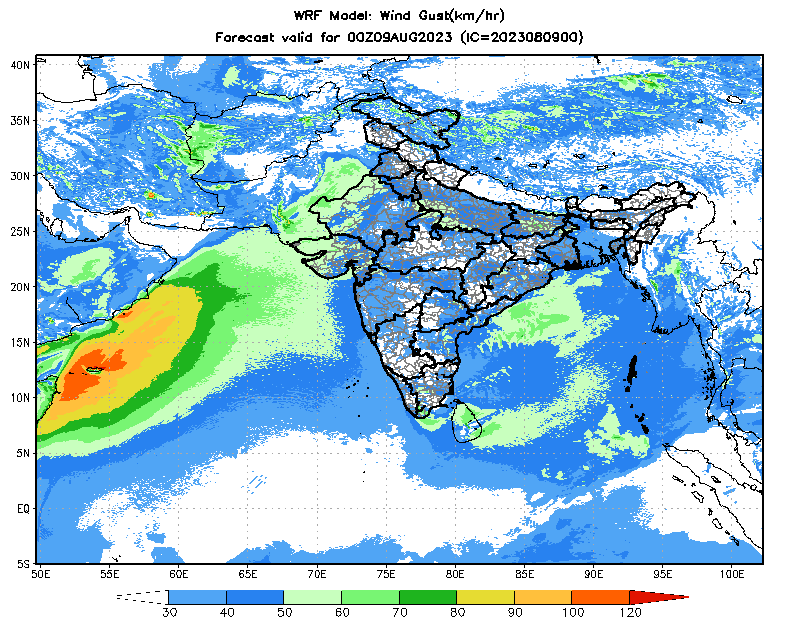 WRF Model: Wind Gust(km/hr)
Forecast valid for 00Z09AUG2023 (IC=2023080900)
40N
35N
30N
25N
20N
15N
10N
5N
EQ
5S
50E 55E 60E 65E 70E 75E 80E 85E 90E 95E 100E
30 40 50 60 70 80 90 100 120